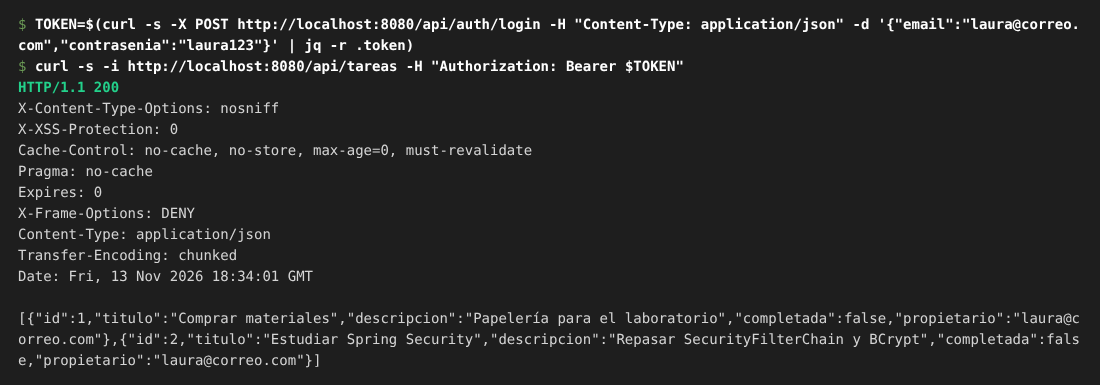 $ TOKEN=$(curl -s -X POST http://localhost:8080/api/auth/login -H "Content-Type: application/json" -d '{"email":"laura@correo.
com","contrasenia":"laura123"}' | jq -r .token)
$ curl -s -i http://localhost:8080/api/tareas -H "Authorization: Bearer $TOKEN"
HTTP/1.1 200
X-Content-Type-Options: nosniff
X-XSS-Protection: 0
Cache-Control: no-cache, no-store, max-age=0, must-revalidate
Pragma: no-cache
Expires: 0
X-Frame-Options: DENY
Content-Type: application/json
Transfer-Encoding: chunked
Date: Fri, 13 Nov 2026 18:34:01 GMT

[{"id":1,"titulo":"Comprar materiales","descripcion":"Papelería para el laboratorio","completada":false,"propietario":"laura@c
orreo.com"},{"id":2,"titulo":"Estudiar Spring Security","descripcion":"Repasar SecurityFilterChain y BCrypt","completada":fals
e,"propietario":"laura@correo.com"}]